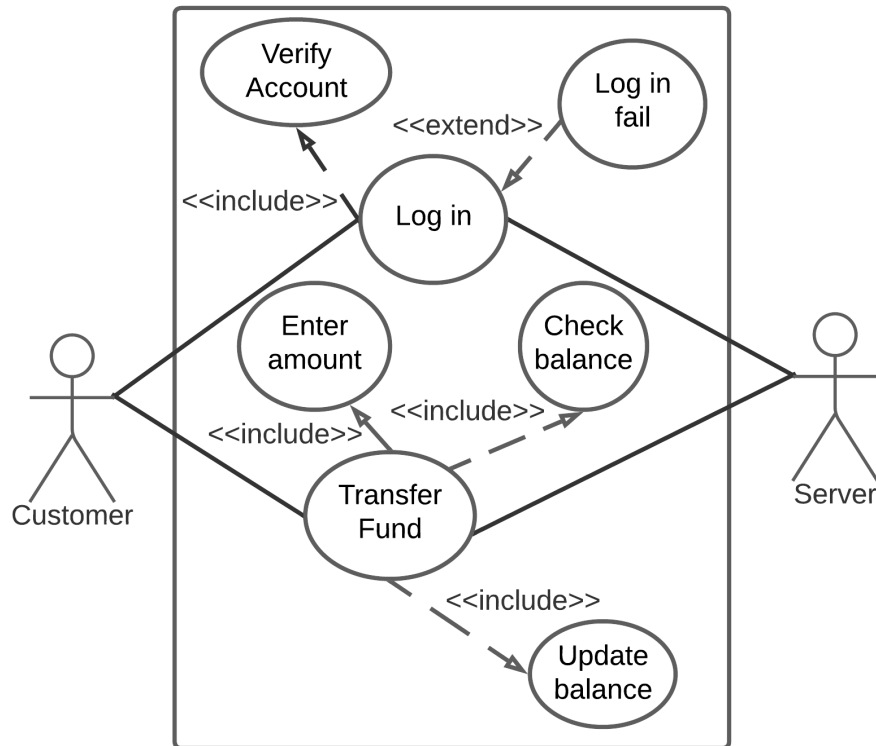 Verify
Account
Log in
fail
<<extend>>
<<include>>
Log in
Enter
amount
Check
balance
<<include>>
<<include>>
Transfer
Fund
Customer
Server
<<include>>
Update
balance